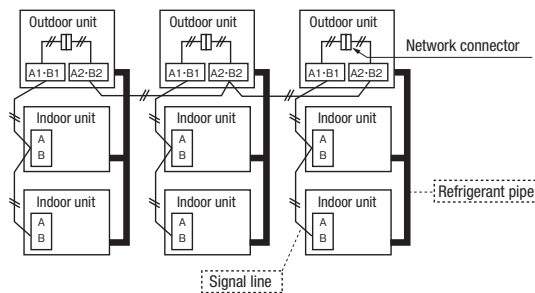 Outdoor unit Outdoor unit Outdoor unit
Network connector
A1•B1 A2•B2 A1•B1 A2•B2 A1•B1 A2•B2
Indoor unit Indoor unit Indoor unit
A A A
B B B
Indoor unit Indoor unit Indoor unit
Refrigerant pipe
A A A
B B B
Signal line